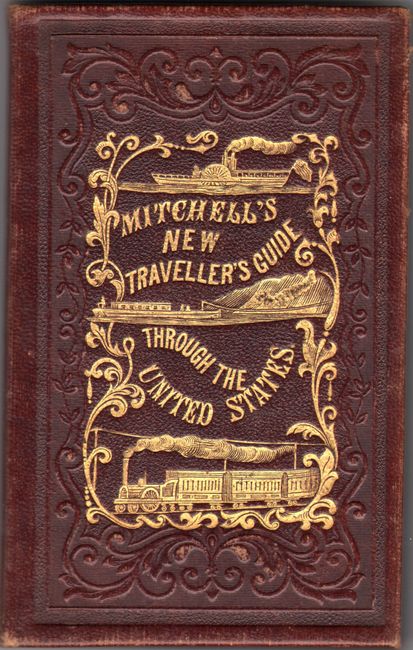 MITCHELL'S
NEW
TRAVELLER'S GUIDE
THROUGH THE
UNITED STATES.